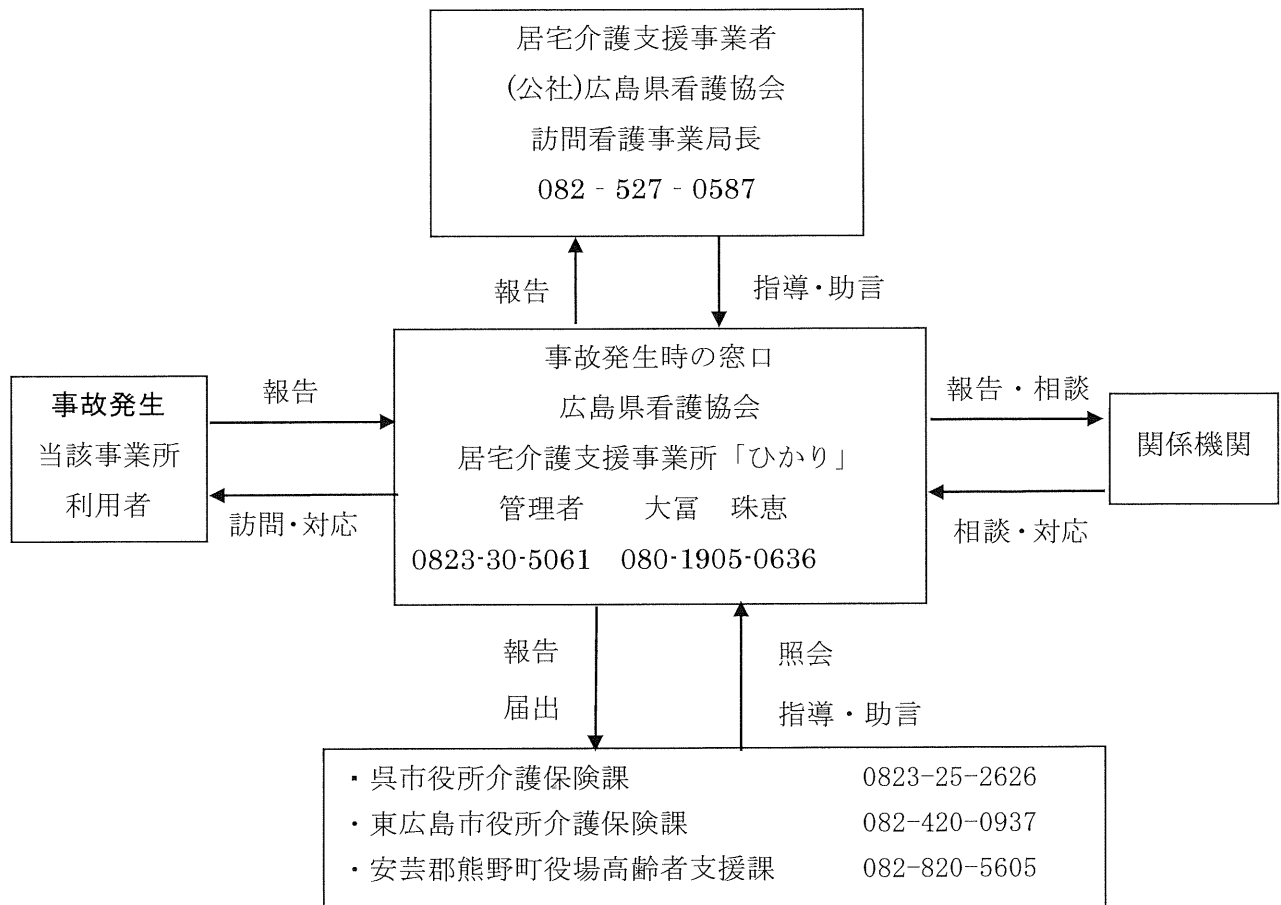 居宅介護支援事業者
(公社)広島県看護協会
訪問看護事業局長
082‐527‐0587
報告
指導・助言
事故発生
当該事業所
利用者
報告
訪問・対応
事故発生時の窓口
広島県看護協会
居宅介護支援事業所「ひかり」
管理者 大冨 珠恵
0823-30-5061 080-1905-0636
報告・相談
相談・対応
関係機関
報告
届出
照会
指導・助言
・呉市役所介護保険課 0823-25-2626
・東広島市役所介護保険課 082-420-0937
・安芸郡熊野町役場高齢者支援課 082-820-5605